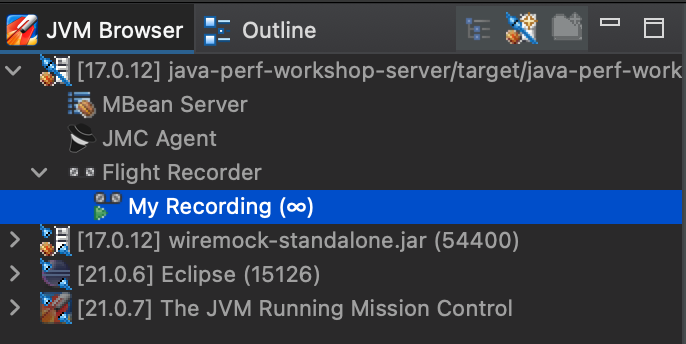 JVM Browser Outline
[17.0.12] java-perf-workshop-server/target/java-perf-work
MBean Server
JMC Agent
Flight Recorder
My Recording (∞)
[17.0.12] wiremock-standalone.jar (54400)
[21.0.6] Eclipse (15126)
[21.0.7] The JVM Running Mission Control